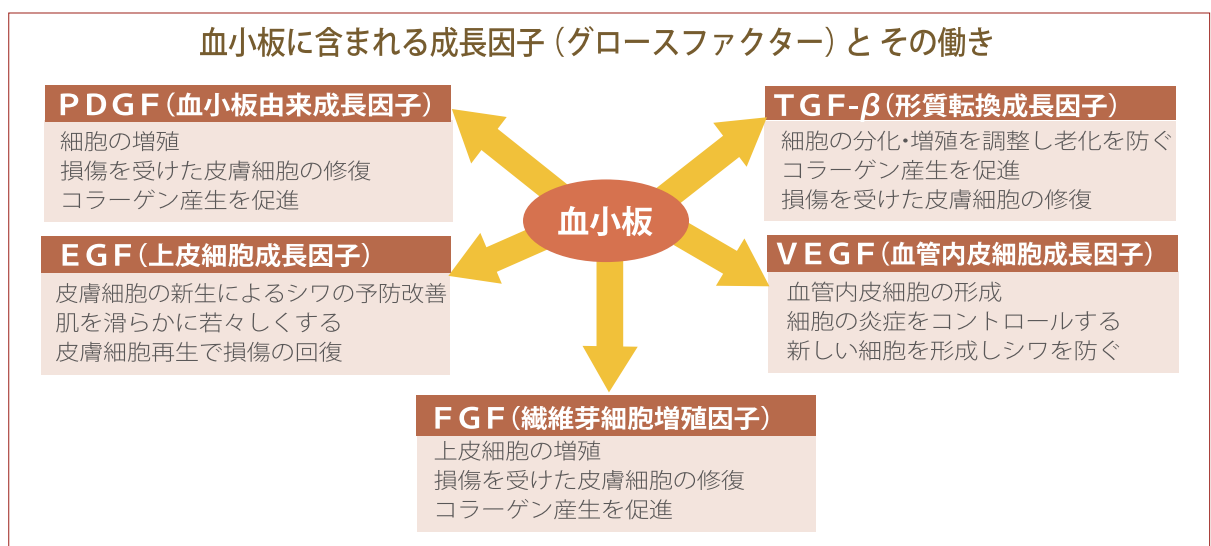 血小板に含まれる成長因子（グロースファクター）と その働き
ＰＤＧＦ（血小板由来成長因子）
細胞の増殖
損傷を受けた皮膚細胞の修復
コラーゲン産生を促進
ＴＧＦ-β（形質転換成長因子）
細胞の分化・増殖を調整し老化を防ぐ
コラーゲン産生を促進
損傷を受けた皮膚細胞の修復
血小板
ＥＧＦ（上皮細胞成長因子）
皮膚細胞の新生によるシワの予防改善
肌を滑らかに若々しくする
皮膚細胞再生で損傷の回復
ＶＥＧＦ（血管内皮細胞成長因子）
血管内皮細胞の形成
細胞の炎症をコントロールする
新しい細胞を形成しシワを防ぐ
ＦＧＦ（繊維芽細胞増殖因子）
上皮細胞の増殖
損傷を受けた皮膚細胞の修復
コラーゲン産生を促進